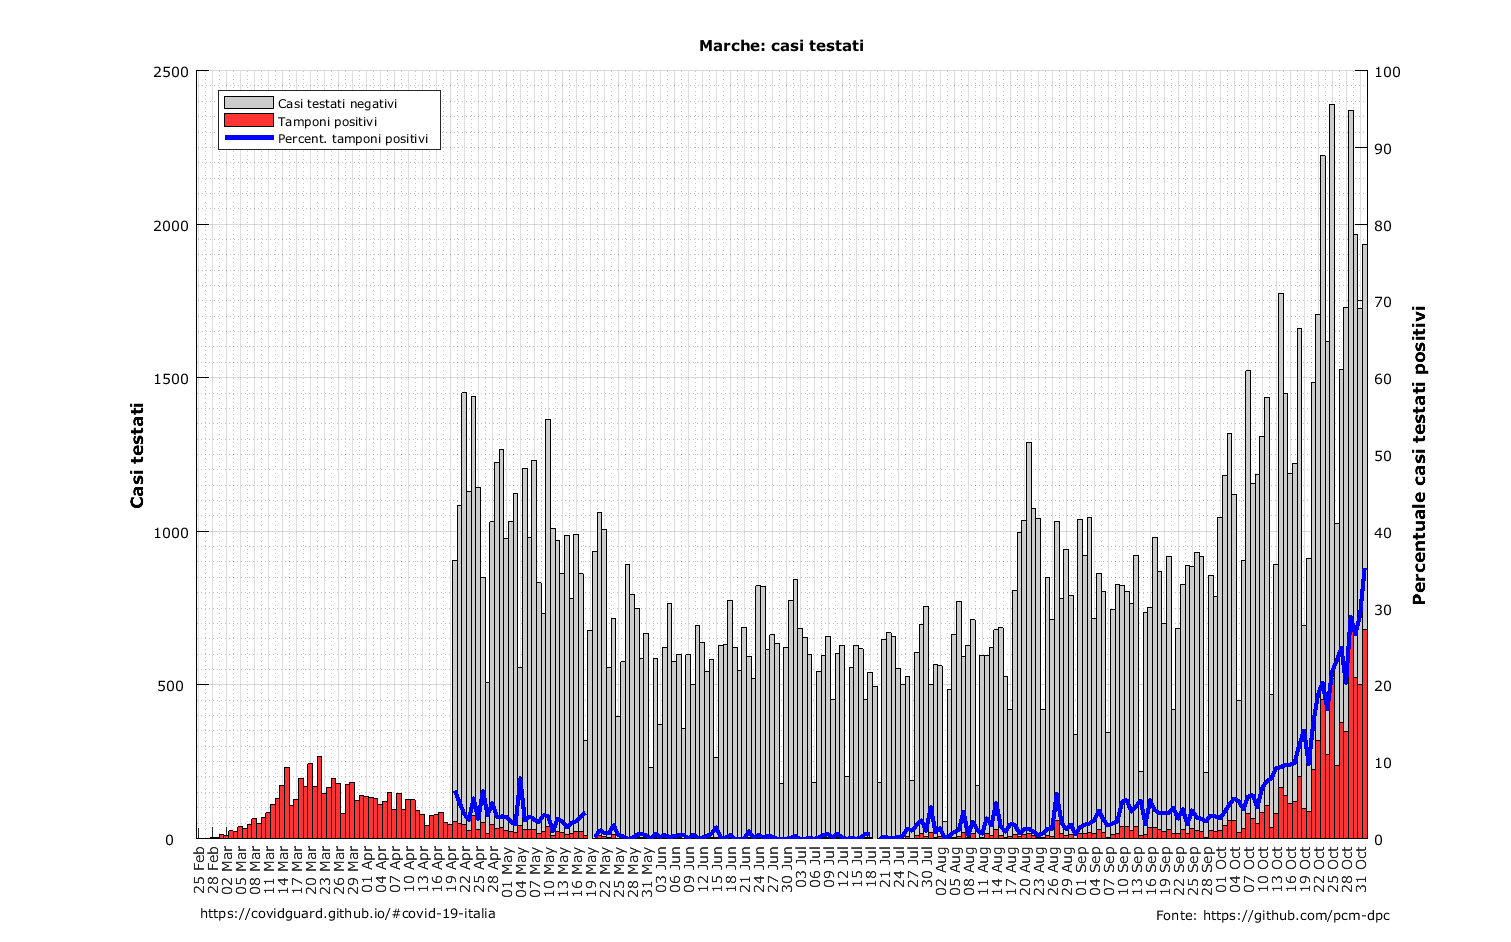 Marche: casi testati
Casi testati negativi
Tamponi positivi
Percent. tamponi positivi
Casi testati
2500
2000
1500
1000
500
0
100
90
80
70
60
50
40
30
20
10
0
Percentuale casi testati positivi
25 Feb
28 Feb
02 Mar
05 Mar
08 Mar
11 Mar
14 Mar
17 Mar
20 Mar
23 Mar
26 Mar
29 Mar
01 Apr
04 Apr
07 Apr
10 Apr
13 Apr
16 Apr
19 Apr
22 Apr
25 Apr
28 Apr
01 May
04 May
07 May
10 May
13 May
16 May
19 May
22 May
25 May
28 May
31 May
03 Jun
06 Jun
09 Jun
12 Jun
15 Jun
18 Jun
21 Jun
24 Jun
27 Jun
30 Jun
03 Jul
06 Jul
09 Jul
12 Jul
15 Jul
18 Jul
21 Jul
24 Jul
27 Jul
30 Jul
02 Aug
05 Aug
08 Aug
11 Aug
14 Aug
17 Aug
20 Aug
23 Aug
26 Aug
29 Aug
01 Sep
04 Sep
07 Sep
10 Sep
13 Sep
16 Sep
19 Sep
22 Sep
25 Sep
28 Sep
01 Oct
04 Oct
07 Oct
10 Oct
13 Oct
16 Oct
19 Oct
22 Oct
25 Oct
28 Oct
31 Oct
https://covidguard.github.io/#covid-19-italia
Fonte: https://github.com/pcm-dpc